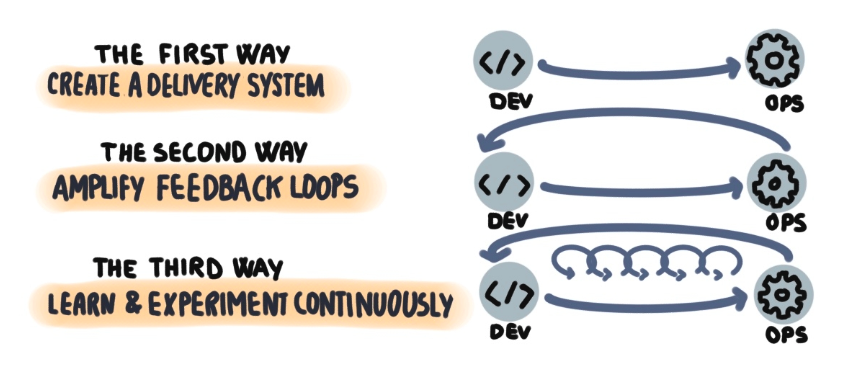 THE FIRST WAY
CREATE A DELIVERY SYSTEM
</>
DEV
OPS
THE SECOND WAY
AMPLIFY FEEDBACK LOOPS
</>
DEV
OPS
THE THIRD WAY
LEARN & EXPERIMENT CONTINUOUSLY
</>
DEV
OPS